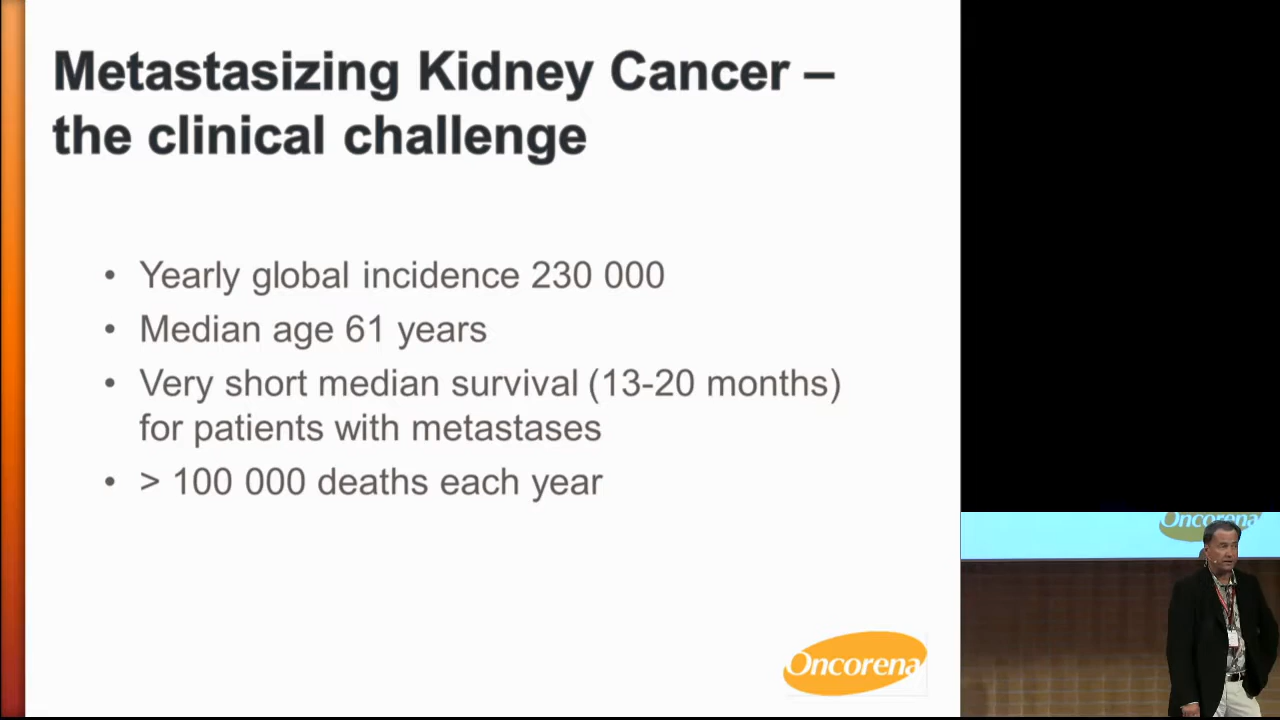 Metastasizing Kidney Cancer –
the clinical challenge
• Yearly global incidence 230 000
• Median age 61 years
• Very short median survival (13-20 months)
for patients with metastases
• > 100 000 deaths each year
Oncorena
Oncorena